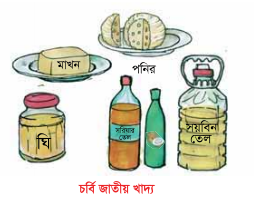 মাখন
পনির
ঘি
সরিষার
তেল
সয়বিন
তেল
চর্বি জাতীয় খাদ্য